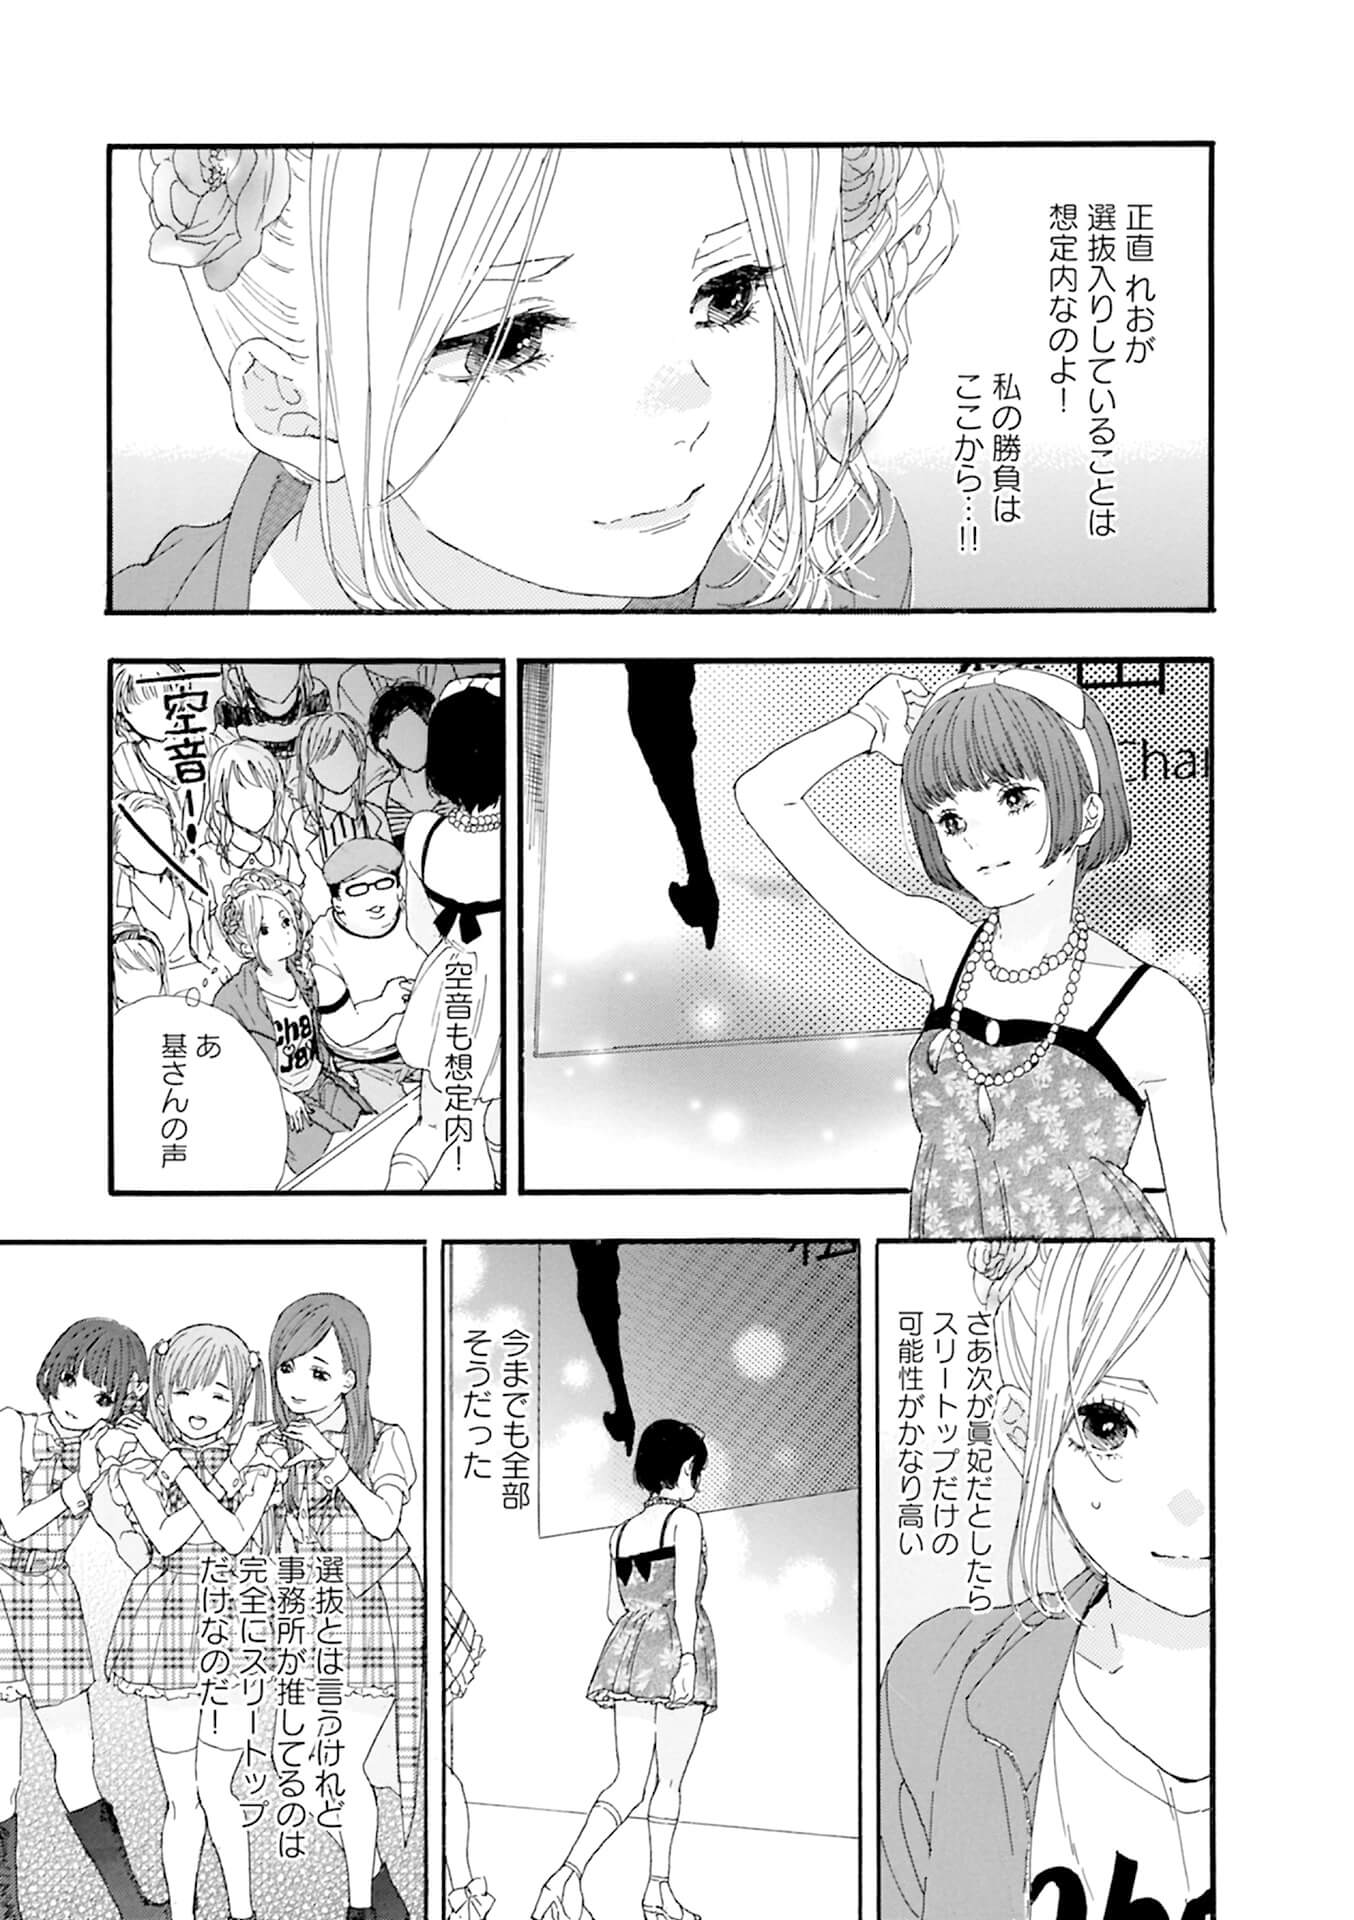 正直 れおが
選抜入りしていることは
想定内なのよ！
私の勝負は
ここから…!!
Chai
空音ー！
空音も想定内！
あ
基さんの声
さあ次が眞妃だとしたら
スリートップだけの
可能性がかなり高い
今までも全部
そうだった
選抜とは言うけれど
事務所が推してるのは
完全にスリートップ
だけなのだ！